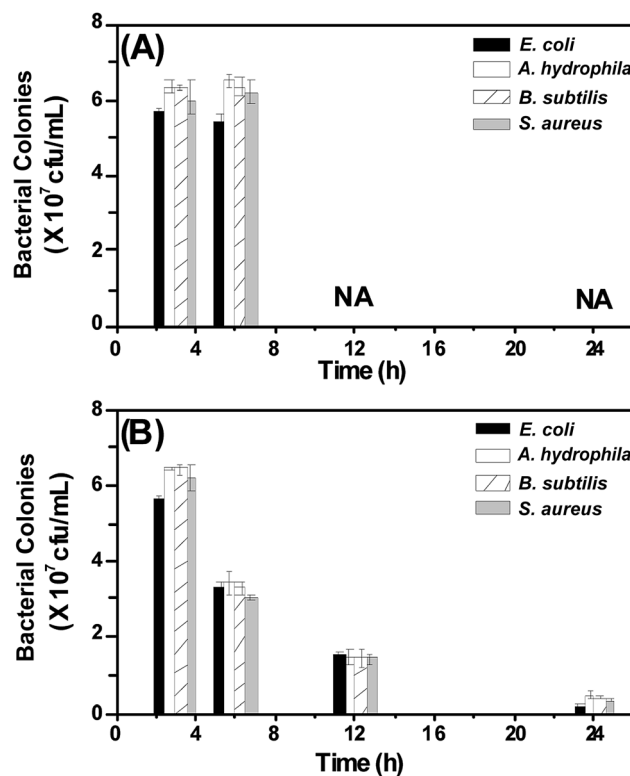 (A)
E. coli
A. hydrophila
B. subtilis
S. aureus
8
6
4
2
0
Bacterial Colonies
(X 10⁷ cfu/mL)
NA
NA
0 4 8 12 16 20 24
Time (h)
(B)
E. coli
A. hydrophila
B. subtilis
S. aureus
8
6
4
2
0
Bacterial Colonies
(X 10⁷ cfu/mL)
0 4 8 12 16 20 24
Time (h)